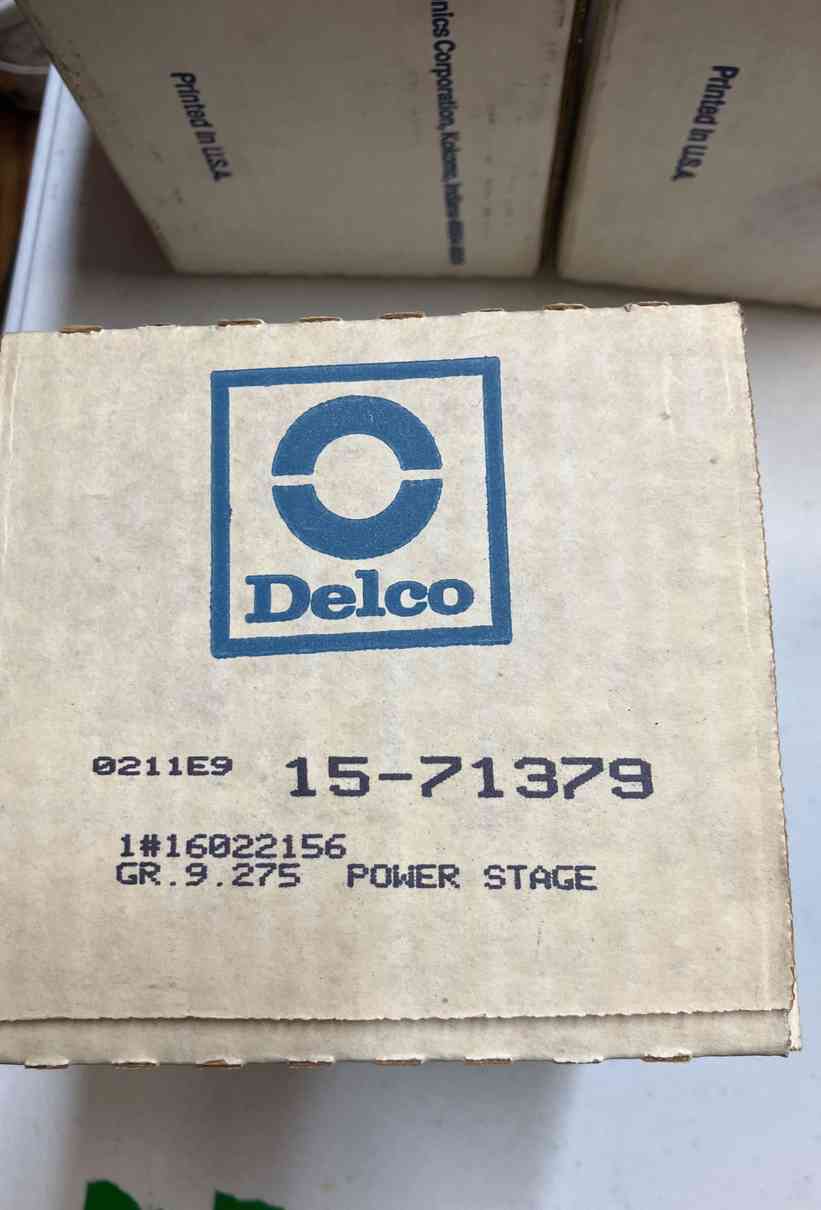 Printed in U.S.A.
nics Corporation, Kokomo, Indiana
Printed in U.S.A.
Delco
0211E9 15-71379
1#16022156
GR.9.275 POWER STAGE